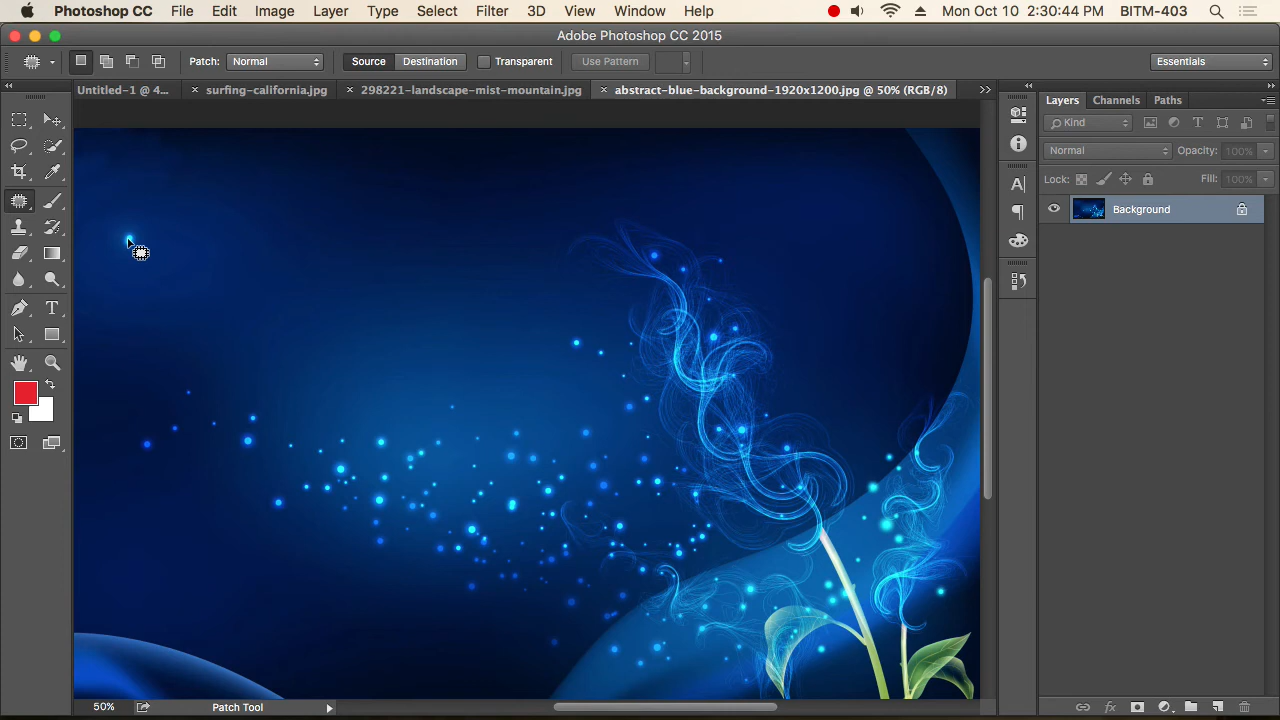 Photoshop CC File Edit Image Layer Type Select Filter 3D View Window Help Mon Oct 10 2:30:44 PM BITM-403
Adobe Photoshop CC 2015
Patch: Normal Source Destination Transparent Use Pattern Essentials
Untitled-1 @ 4... surfing-california.jpg 298221-landscape-mist-mountain.jpg abstract-blue-background-1920x1200.jpg @ 50% (RGB/8)
Layers Channels Paths
Kind
Normal Opacity: 100%
Lock: Fill: 100%
Background
50% Patch Tool